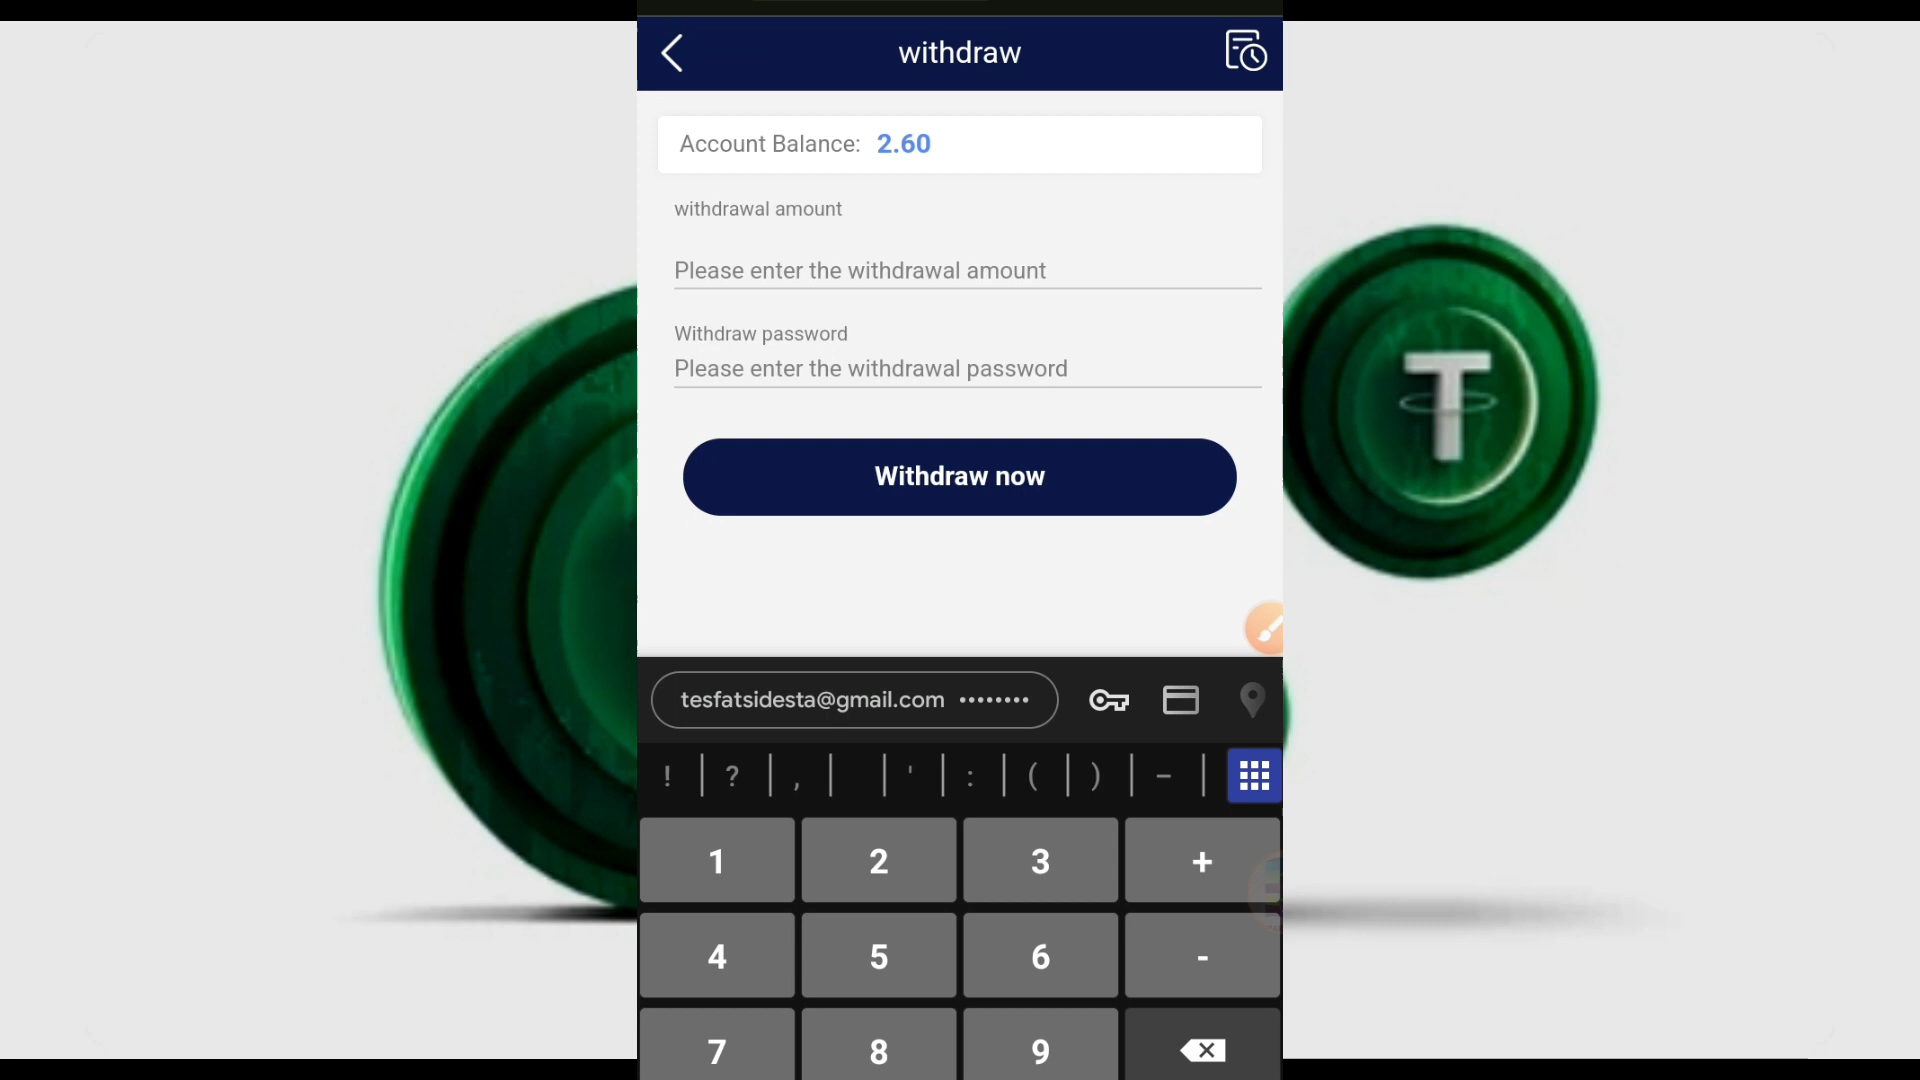 withdraw
Account Balance: 2.60
withdrawal amount
Please enter the withdrawal amount
Withdraw password
Please enter the withdrawal password
Withdraw now
T
tesfatsidesta@gmail.com ••••••••
! ? , ' : ( ) –
1 2 3 +
4 5 6 -
7 8 9